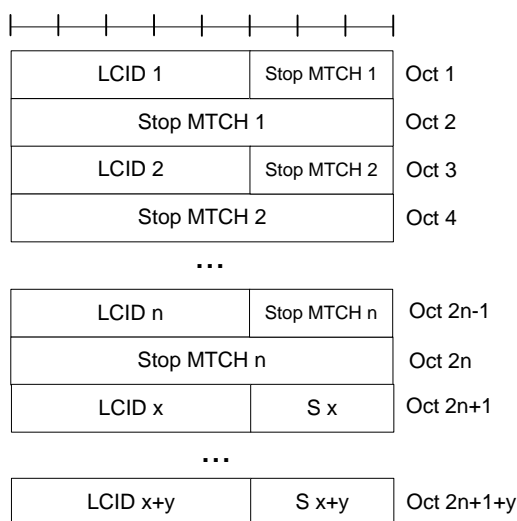 LCID 1 Stop MTCH 1 Oct 1
Stop MTCH 1 Oct 2
LCID 2 Stop MTCH 2 Oct 3
Stop MTCH 2 Oct 4
...
LCID n Stop MTCH n Oct 2n-1
Stop MTCH n Oct 2n
LCID x S x Oct 2n+1
...
LCID x+y S x+y Oct 2n+1+y